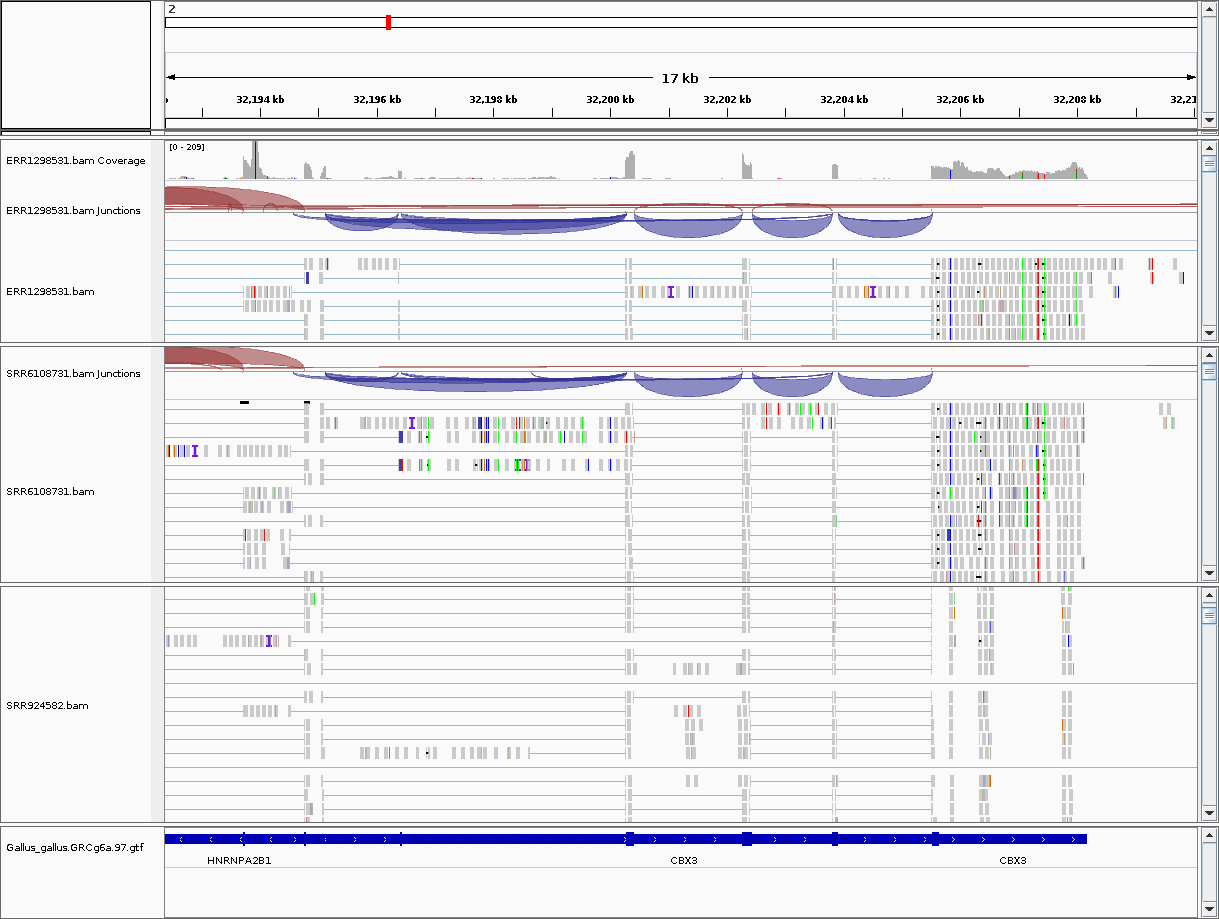 2
17 kb
32,194 kb
32,196 kb
32,198 kb
32,200 kb
32,202 kb
32,204 kb
32,206 kb
32,208 kb
32,21
ERR1298531.bam Coverage
[0 - 209]
ERR1298531.bam Junctions
ERR1298531.bam
SRR6108731.bam Junctions
SRR6108731.bam
SRR924582.bam
Gallus_gallus.GRCg6a.97.gtf
HNRNPA2B1
CBX3
CBX3